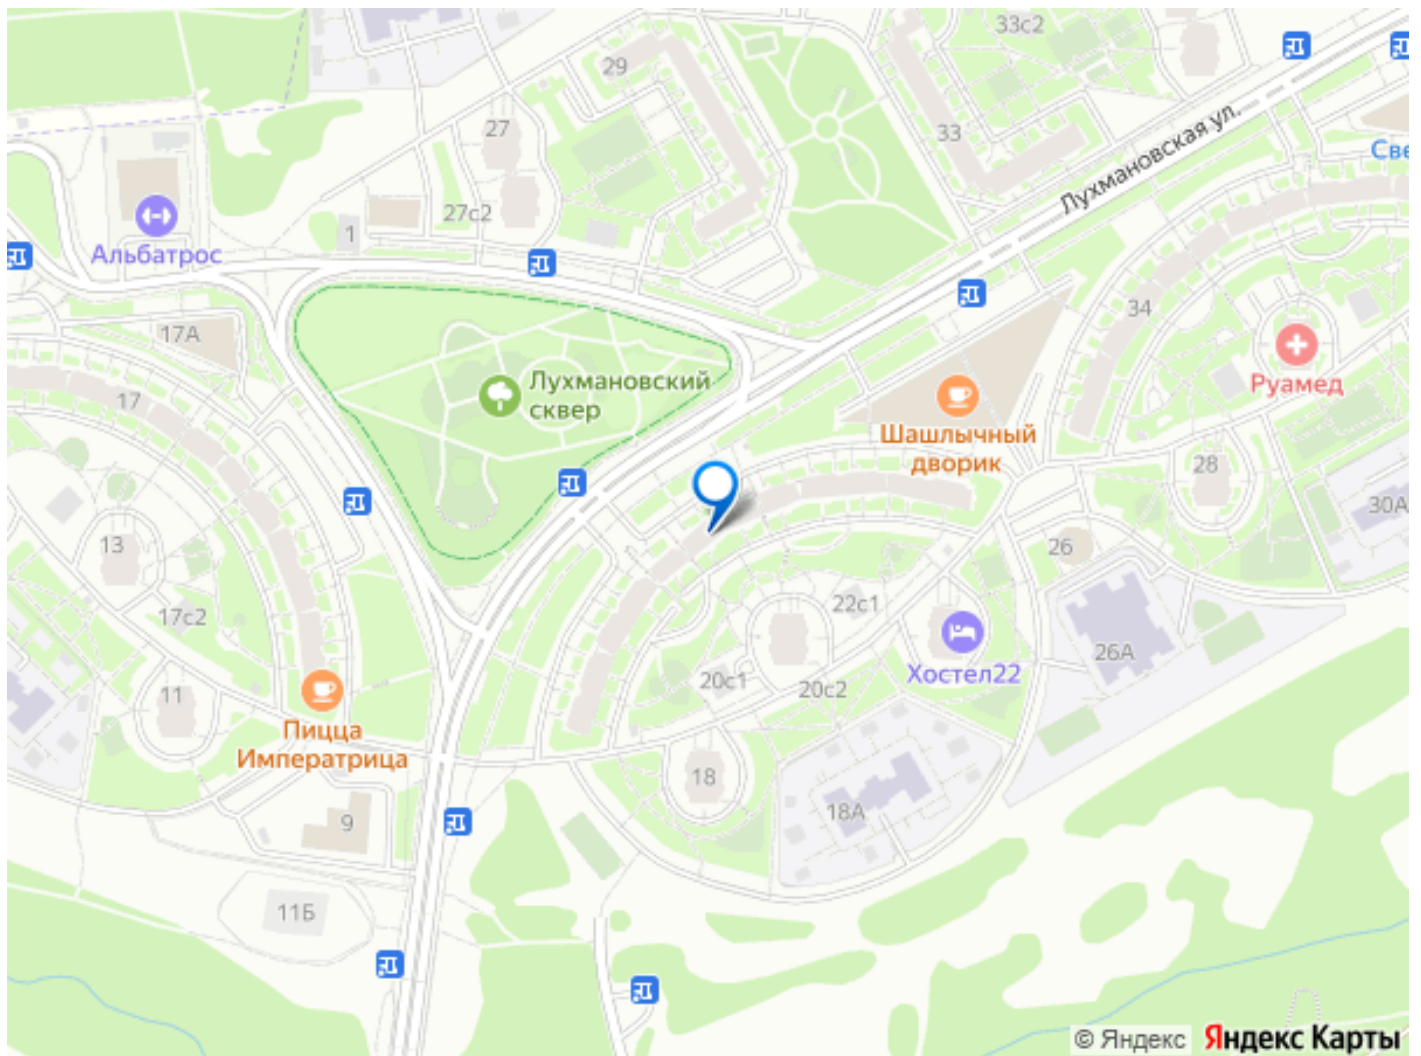 33с2
29
27
33
Лухмановская ул.
Све
27с2
1
Альбатрос
34
17А
Руамед
Лухмановский
сквер
17
Шашлычный
дворик
28
30А
13
26
22с1
17с2
26А
Хостел22
20с1
20с2
11
Пицца
Императрица
18
18А
9
11Б
© Яндекс Яндекс Карты